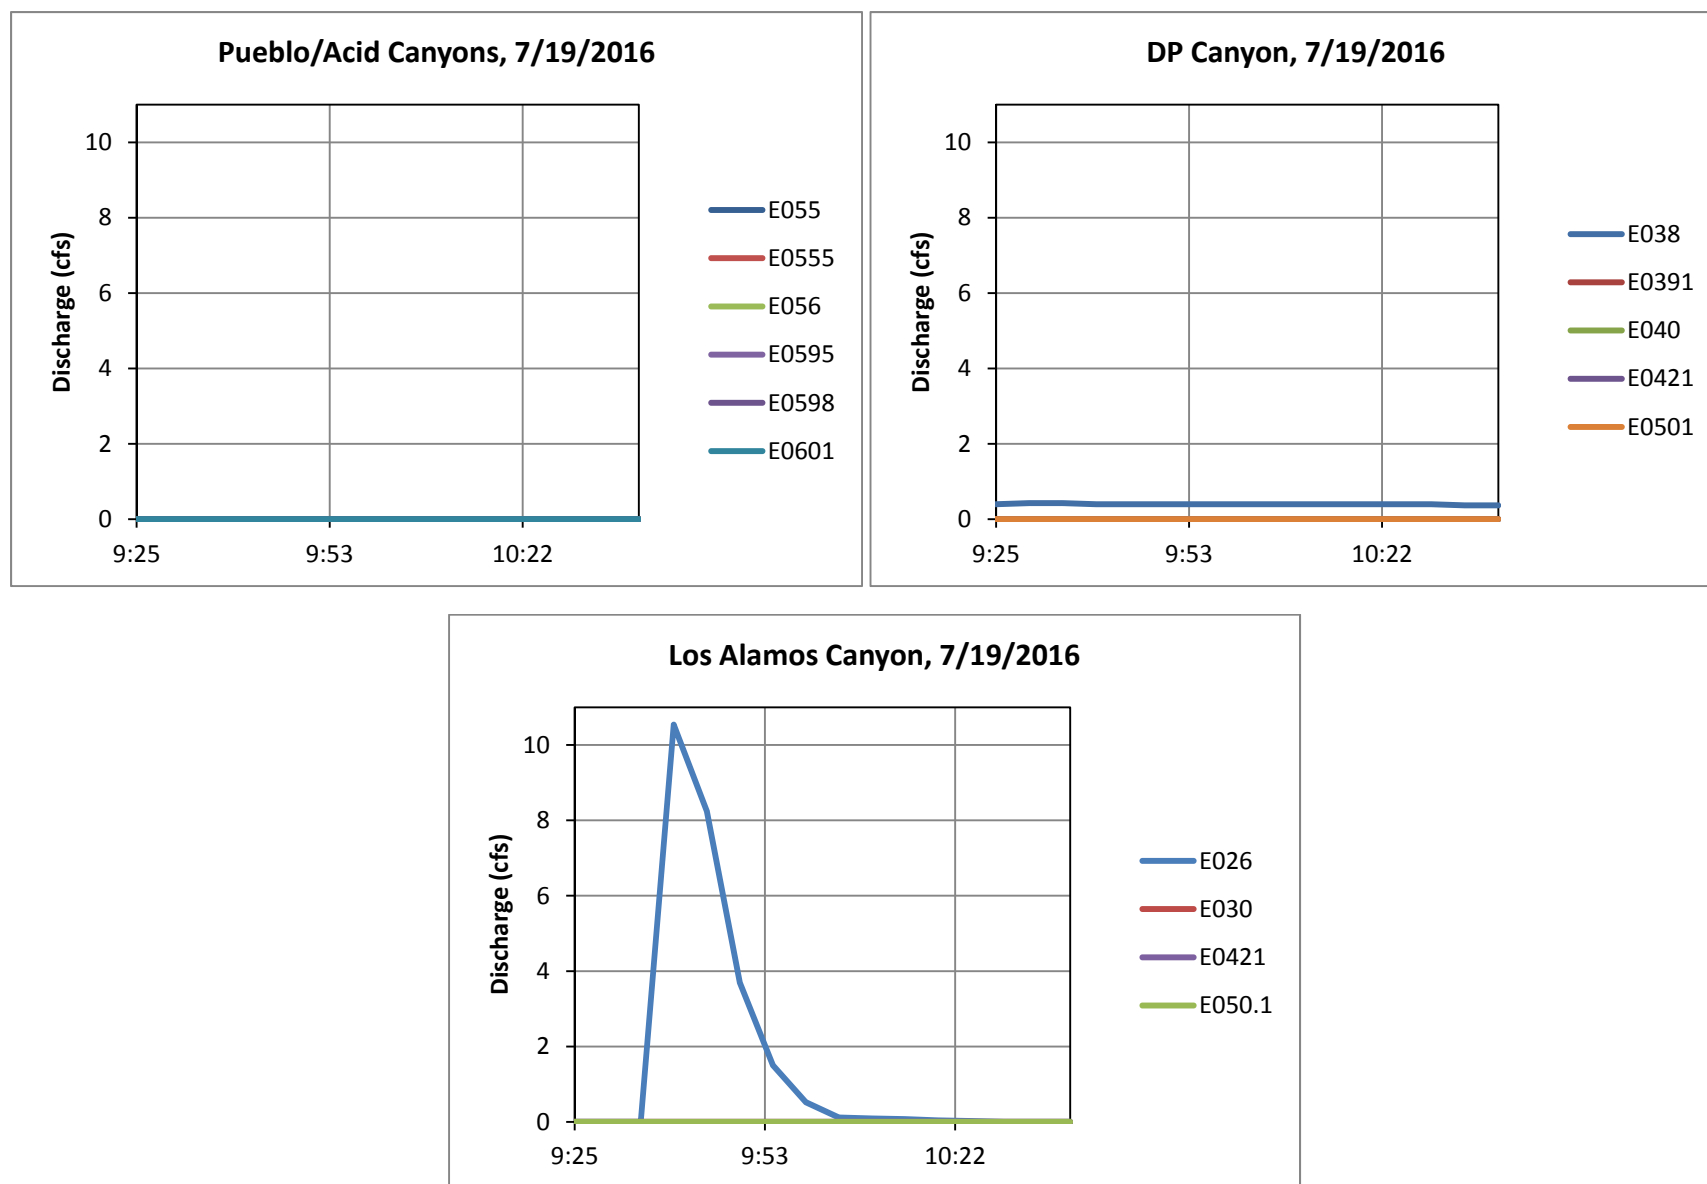 Pueblo/Acid Canyons, 7/19/2016
Discharge (cfs)
10
8
6
4
2
0
9:25
9:53
10:22
E055
E0555
E056
E0595
E0598
E0601
DP Canyon, 7/19/2016
Discharge (cfs)
10
8
6
4
2
0
9:25
9:53
10:22
E038
E0391
E040
E0421
E0501
Los Alamos Canyon, 7/19/2016
Discharge (cfs)
10
8
6
4
2
0
9:25
9:53
10:22
E026
E030
E0421
E050.1